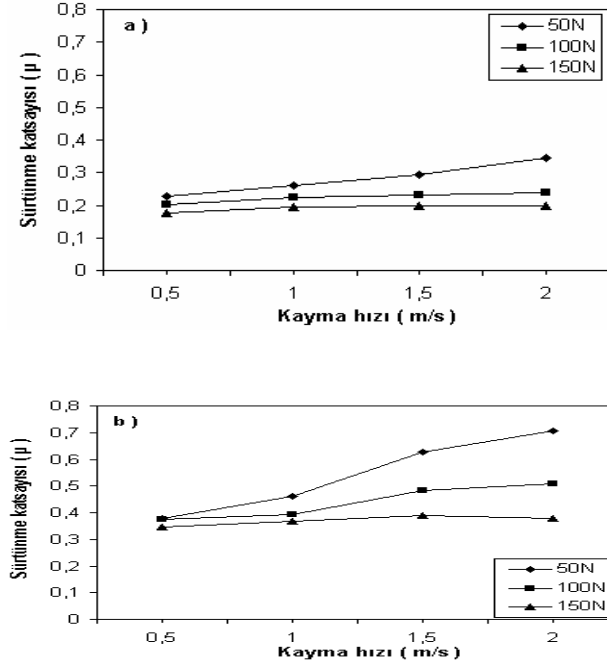 a )
50N
100N
150N
Sürtünme katsayısı ( µ )
0,8
0,7
0,6
0,5
0,4
0,3
0,2
0,1
0
0,5 1 1,5 2
Kayma hızı ( m/s )
b )
Sürtünme katsayısı (µ)
0,8
0,7
0,6
0,5
0,4
0,3
0,2
0,1
0
50N
100N
150N
0,5 1 1,5 2
Kayma hızı ( m/s )